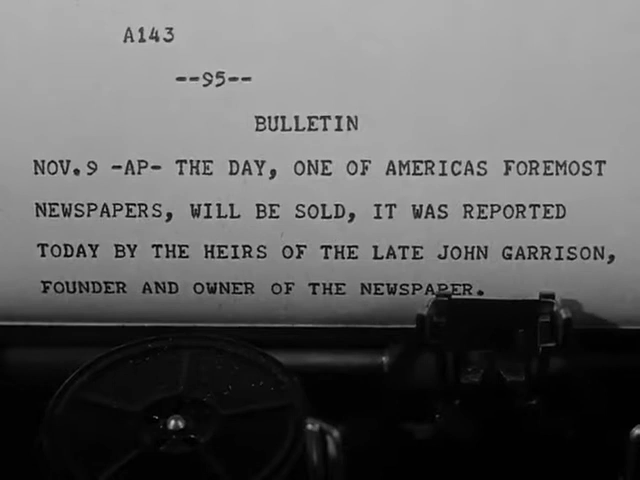 A143
--95--
BULLETIN
NOV.9 -AP- THE DAY, ONE OF AMERICAS FOREMOST
NEWSPAPERS, WILL BE SOLD, IT WAS REPORTED
TODAY BY THE HEIRS OF THE LATE JOHN GARRISON,
FOUNDER AND OWNER OF THE NEWSPAPER.